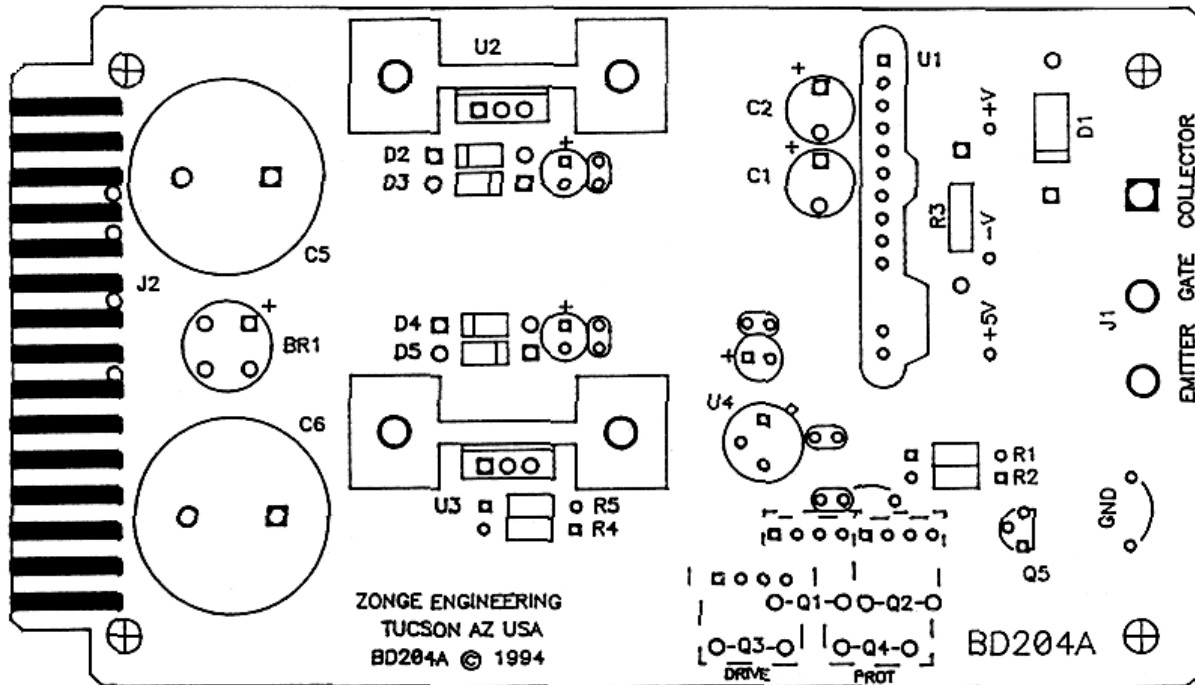 U2
U1
+
C2
+
C1
+V
D1
D2
+
D3
R3
-V
COLLECTOR
C5
J2
+
BR1
D4
+
D5
+
+5V
J1
GATE
EMITTER
C6
U4
R1
R2
U3
R5
R4
GND
Q5
Q1
Q2
Q3
Q4
DRIVE
PROT
ZONGE ENGINEERING
TUCSON AZ USA
BD204A © 1994
BD204A